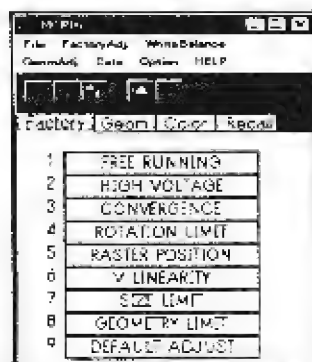 File FactoryAdj WhiteBalance
GeomAdj Data Option HELP
Factory Geom Color Recall
1 FREE RUNNING
2 HIGH VOLTAGE
3 CONVERGENCE
4 ROTATION LIMIT
5 RASTER POSITION
6 V LINEARITY
7 SIZE LIMIT
8 GEOMETRY LIMIT
9 DEFAULT ADJUST